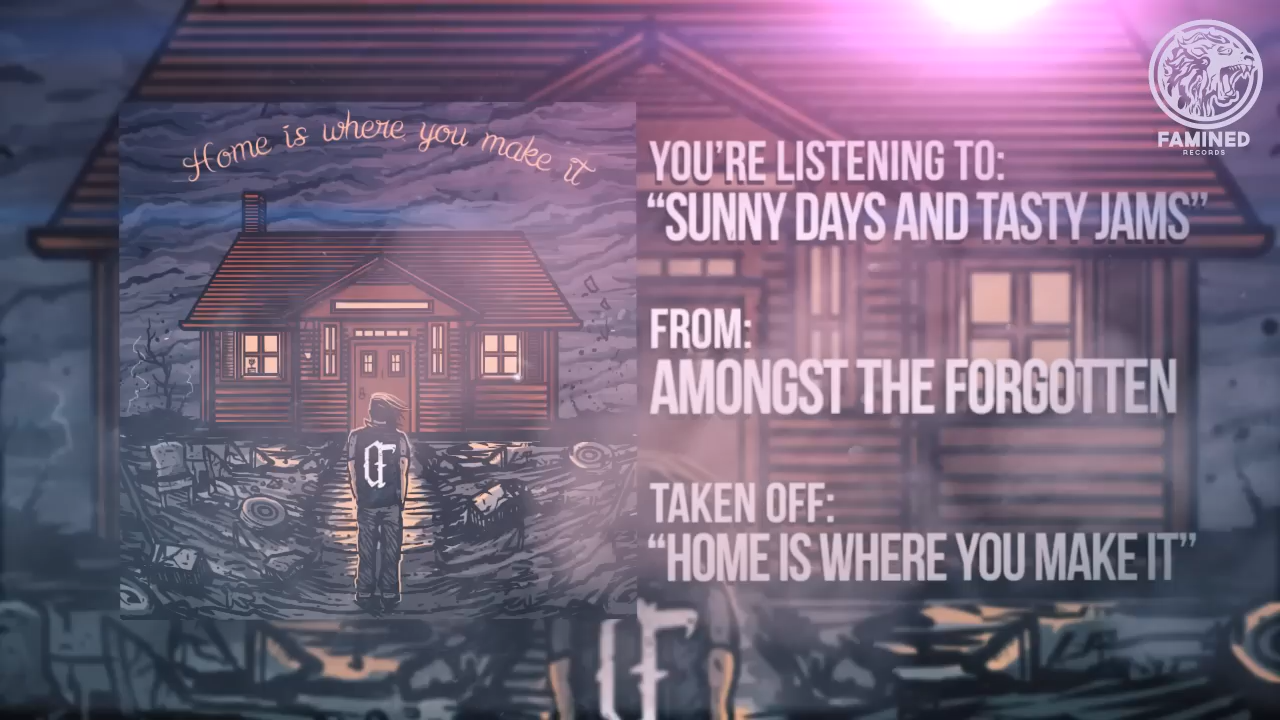 Home is where you make it
FAMINED
RECORDS
YOU'RE LISTENING TO:
“SUNNY DAYS AND TASTY JAMS”
FROM:
AMONGST THE FORGOTTEN
TAKEN OFF:
“HOME IS WHERE YOU MAKE IT”